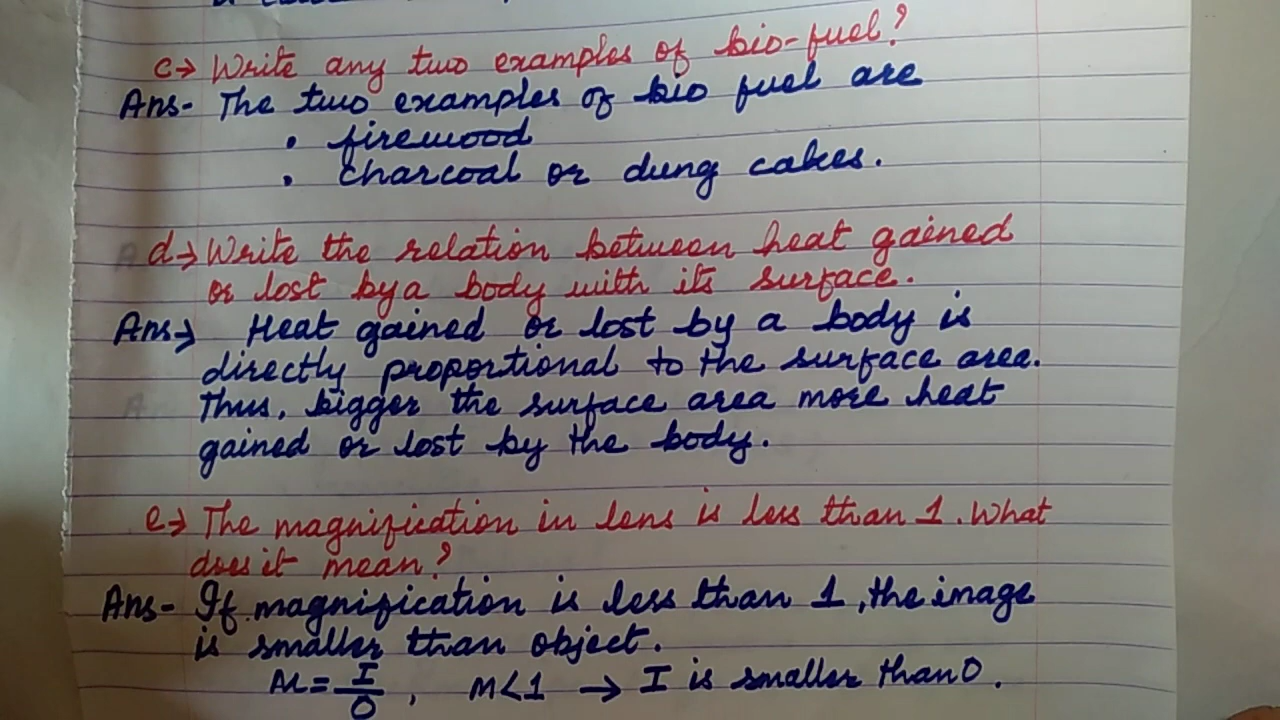 c→ Write any two examples of bio-fuel?
Ans- The two examples of bio fuel are
• firewood
• charcoal or dung cakes.
d→ Write the relation between heat gained
or lost by a body with its surface.
Ans→ Heat gained or lost by a body is
directly proportional to the surface area.
Thus, bigger the surface area more heat
gained or lost by the body.
e→ The magnification in lens is less than 1. What
does it mean?
Ans- If magnification is less than 1, the image
is smaller than object.
M = I/O , M<1 → I is smaller than O.